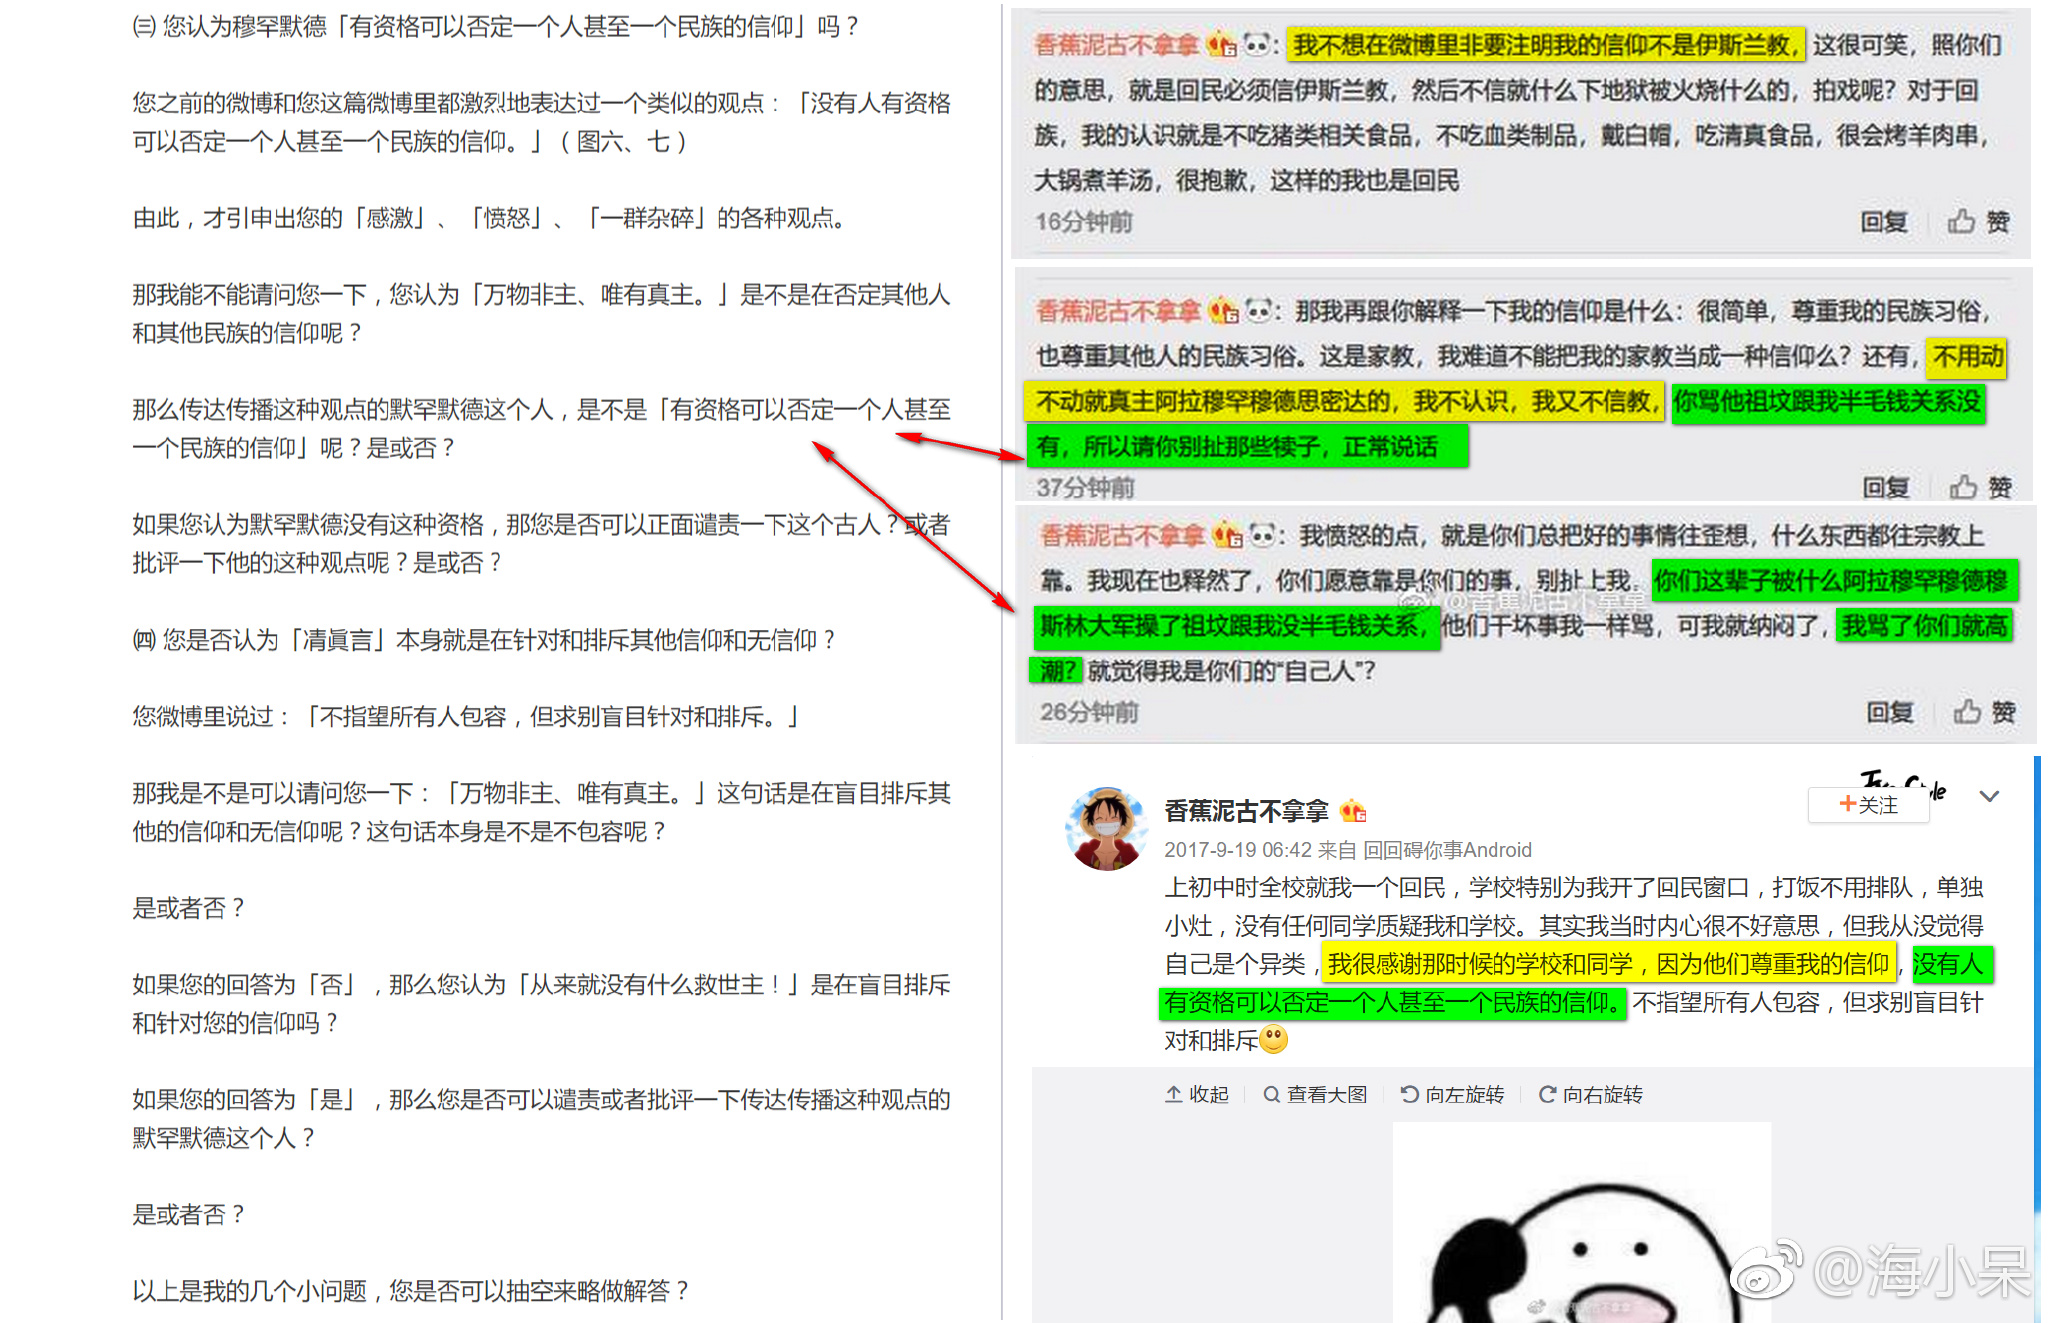 ㈢ 您认为穆罕默德「有资格可以否定一个人甚至一个民族的信仰」吗？
您之前的微博和您这篇微博里都激烈地表达过一个类似的观点：「没有人有资格
可以否定一个人甚至一个民族的信仰。」（图六、七）
由此，才引申出您的「感激」、「愤怒」、「一群杂碎」的各种观点。
那我能不能请问您一下，您认为「万物非主、唯有真主。」是不是在否定其他人
和其他民族的信仰呢？
那么传达传播这种观点的默罕默德这个人，是不是「有资格可以否定一个人甚至
一个民族的信仰」呢？是或否？
如果您认为默罕默德没有这种资格，那您是否可以正面谴责一下这个古人？或者
批评一下他的这种观点呢？是或否？
㈣ 您是否认为「凊眞言」本身就是在针对和排斥其他信仰和无信仰？
您微博里说过：「不指望所有人包容，但求别盲目针对和排斥。」
那我是不是可以请问您一下：「万物非主、唯有真主。」这句话是在盲目排斥其
他的信仰和无信仰呢？这句话本身是不是不包容呢？
是或者否？
如果您的回答为「否」，那么您认为「从来就没有什么救世主！」是在盲目排斥
和针对您的信仰吗？
如果您的回答为「是」，那么您是否可以谴责或者批评一下传达传播这种观点的
默罕默德这个人？
是或者否？
以上是我的几个小问题，您是否可以抽空来略做解答？
香蕉泥古不拿拿：我不想在微博里非要注明我的信仰不是伊斯兰教，这很可笑，照你们
的意思，就是回民必须信伊斯兰教，然后不信就什么下地狱被火烧什么的，拍戏呢？对于回
族，我的认识就是不吃猪类相关食品，不吃血类制品，戴白帽，吃清真食品，很会烤羊肉串，
大锅煮羊汤，很抱歉，这样的我也是回民
16分钟前 回复 赞
香蕉泥古不拿拿：那我再跟你解释一下我的信仰是什么：很简单，尊重我的民族习俗，
也尊重其他人的民族习俗。这是家教，我难道不能把我的家教当成一种信仰么？还有，不用动
不动就真主阿拉穆罕穆德思密达的，我不认识，我又不信教，你骂他祖坟跟我半毛钱关系没
有，所以请你别扯那些犊子，正常说话
37分钟前 回复 赞
香蕉泥古不拿拿：我愤怒的点，就是你们总把好的事情往歪想，什么东西都往宗教上
靠。我现在也释然了，你们愿意靠是你们的事，别扯上我。你们这辈子被什么阿拉穆罕穆德穆
斯林大军操了祖坟跟我没半毛钱关系，他们干坏事我一样骂，可我就纳闷了，我骂了你们就高
潮？就觉得我是你们的“自己人”？
@香蕉泥古不拿拿
26分钟前 回复 赞
香蕉泥古不拿拿
+关注
2017-9-19 06:42 来自 回回碍你事Android
上初中时全校就我一个回民，学校特别为我开了回民窗口，打饭不用排队，单独
小灶，没有任何同学质疑我和学校。其实我当时内心很不好意思，但我从没觉得
自己是个异类，我很感谢那时候的学校和同学，因为他们尊重我的信仰，没有人
有资格可以否定一个人甚至一个民族的信仰。不指望所有人包容，但求别盲目针
对和排斥
收起 查看大图 向左旋转 向右旋转
@海小呆